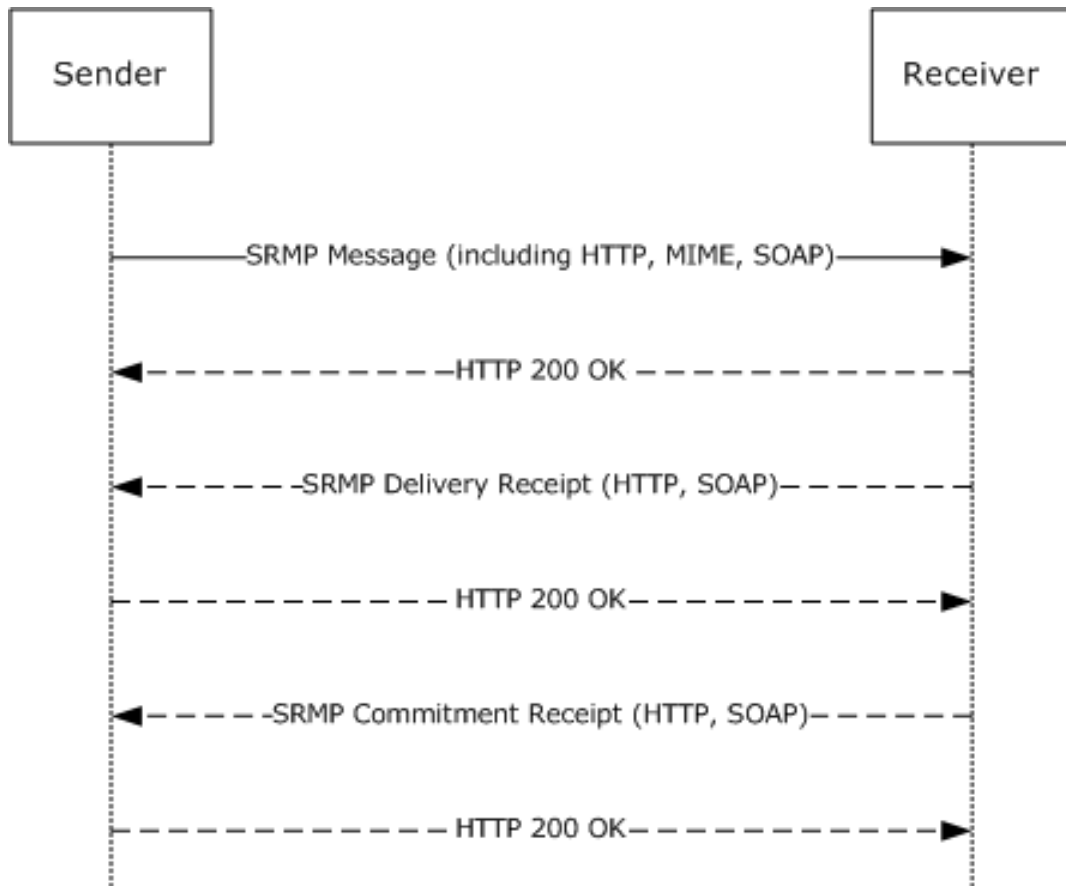 Sender
Receiver
SRMP Message (including HTTP, MIME, SOAP)
HTTP 200 OK
SRMP Delivery Receipt (HTTP, SOAP)
HTTP 200 OK
SRMP Commitment Receipt (HTTP, SOAP)
HTTP 200 OK